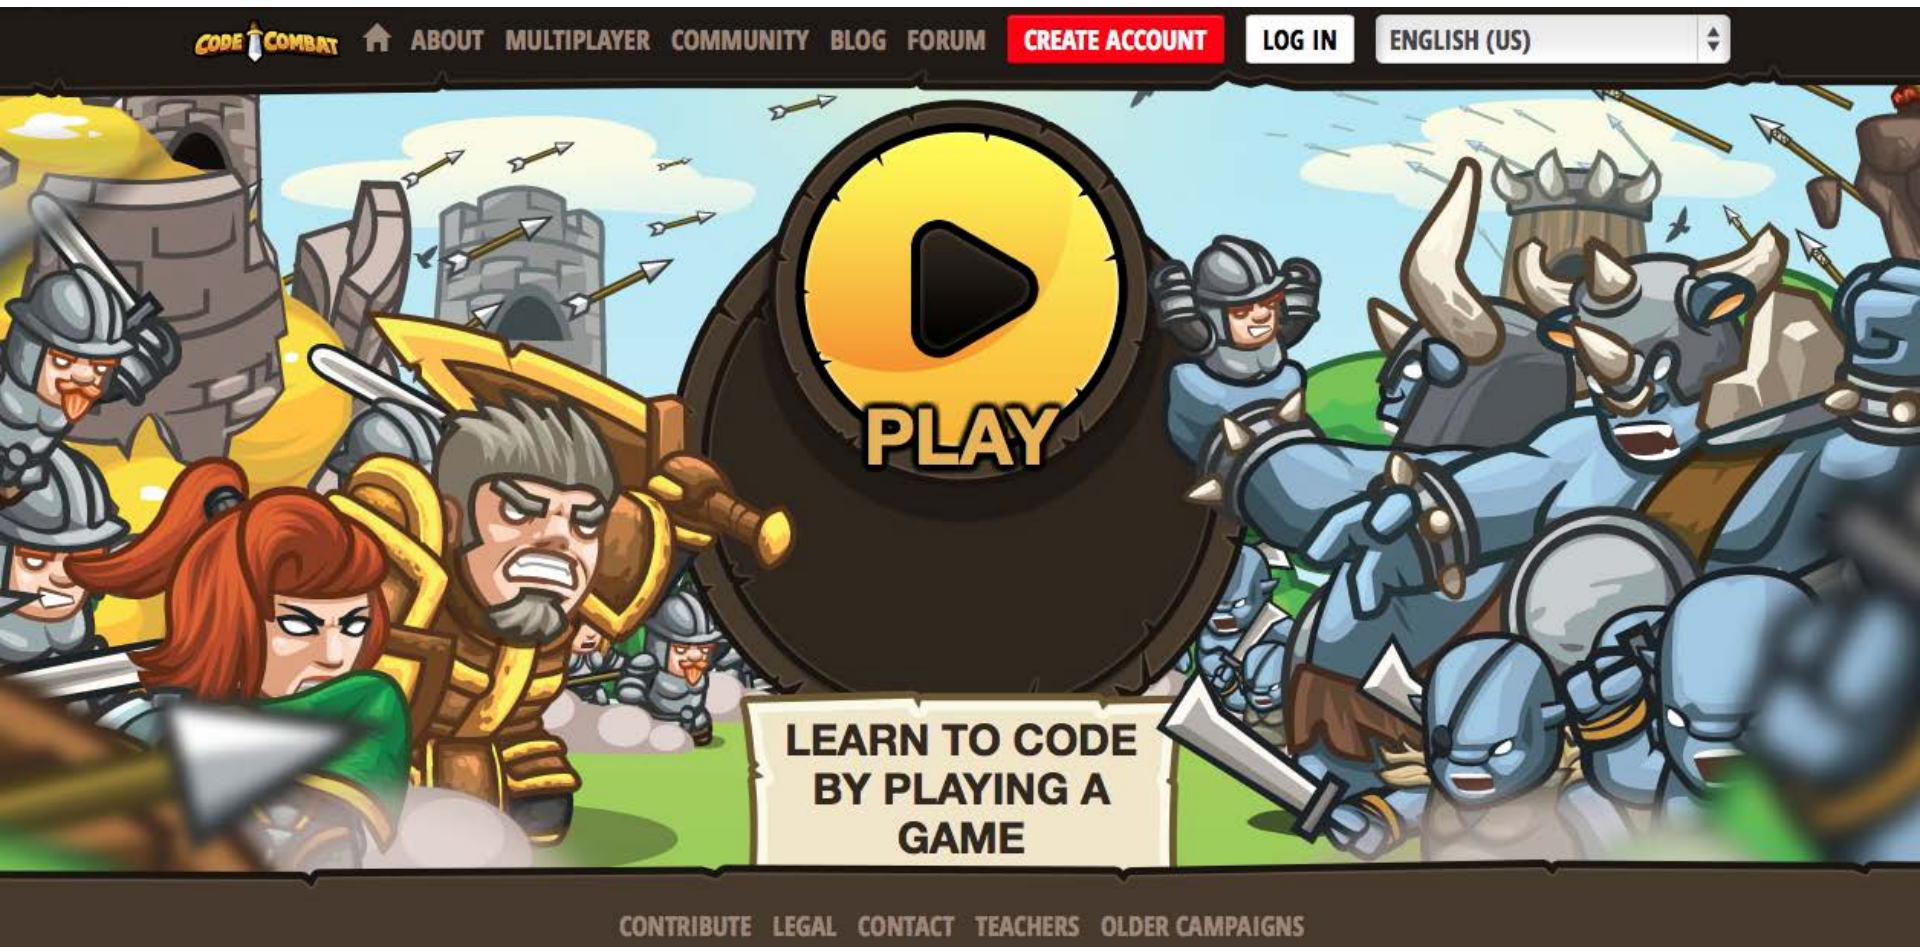 CODE COMBAT ABOUT MULTIPLAYER COMMUNITY BLOG FORUM CREATE ACCOUNT LOG IN ENGLISH (US)
PLAY
LEARN TO CODE
BY PLAYING A
GAME
CONTRIBUTE LEGAL CONTACT TEACHERS OLDER CAMPAIGNS